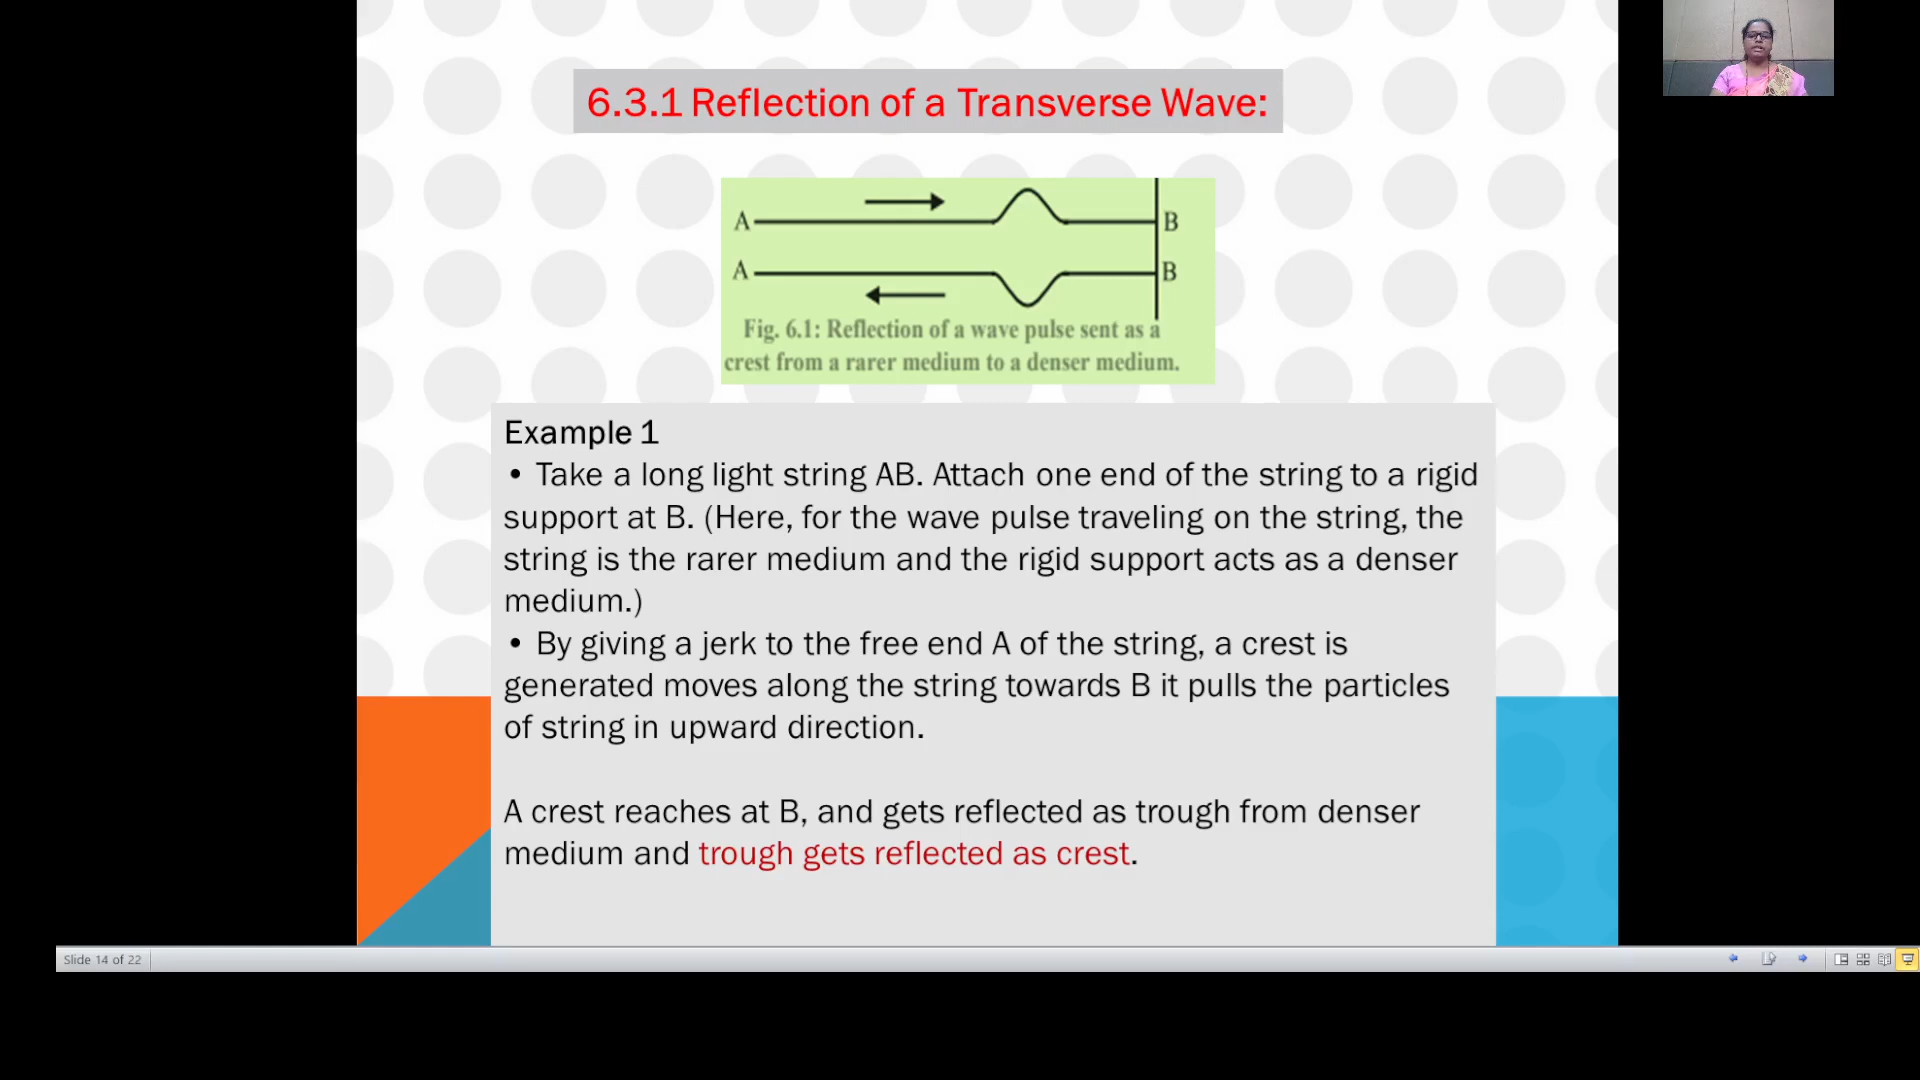 6.3.1 Reflection of a Transverse Wave:
A B
A B
Fig. 6.1: Reflection of a wave pulse sent as a
crest from a rarer medium to a denser medium.
Example 1
• Take a long light string AB. Attach one end of the string to a rigid
support at B. (Here, for the wave pulse traveling on the string, the
string is the rarer medium and the rigid support acts as a denser
medium.)
• By giving a jerk to the free end A of the string, a crest is
generated moves along the string towards B it pulls the particles
of string in upward direction.
A crest reaches at B, and gets reflected as trough from denser
medium and trough gets reflected as crest.
Slide 14 of 22